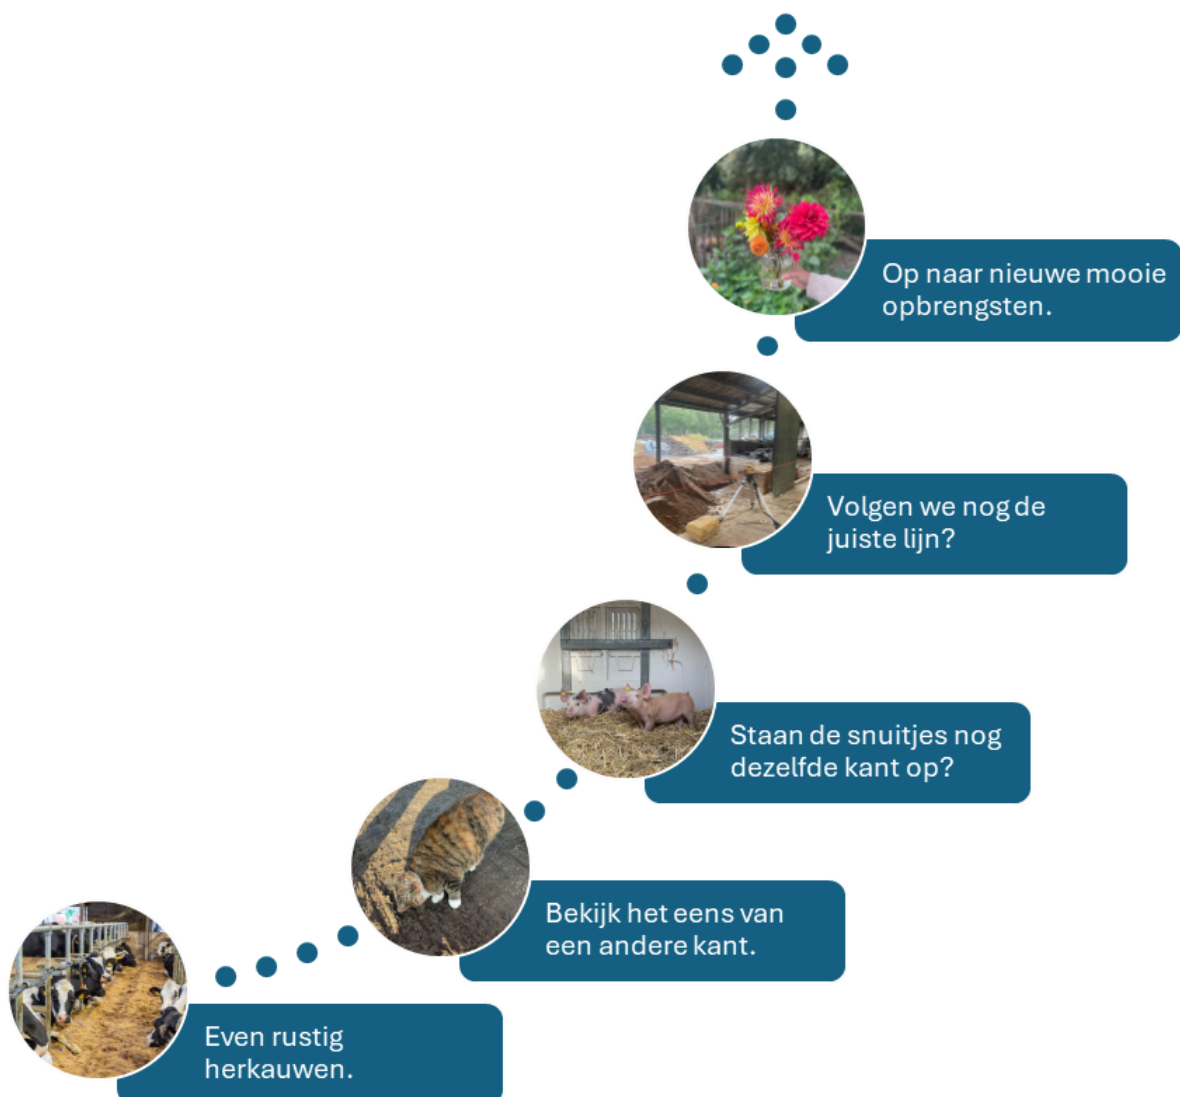 Op naar nieuwe mooie
opbrengsten.
Volgen we nog de
juiste lijn?
Staan de snuitjes nog
dezelfde kant op?
Bekijk het eens van
een andere kant.
Even rustig
herkauwen.